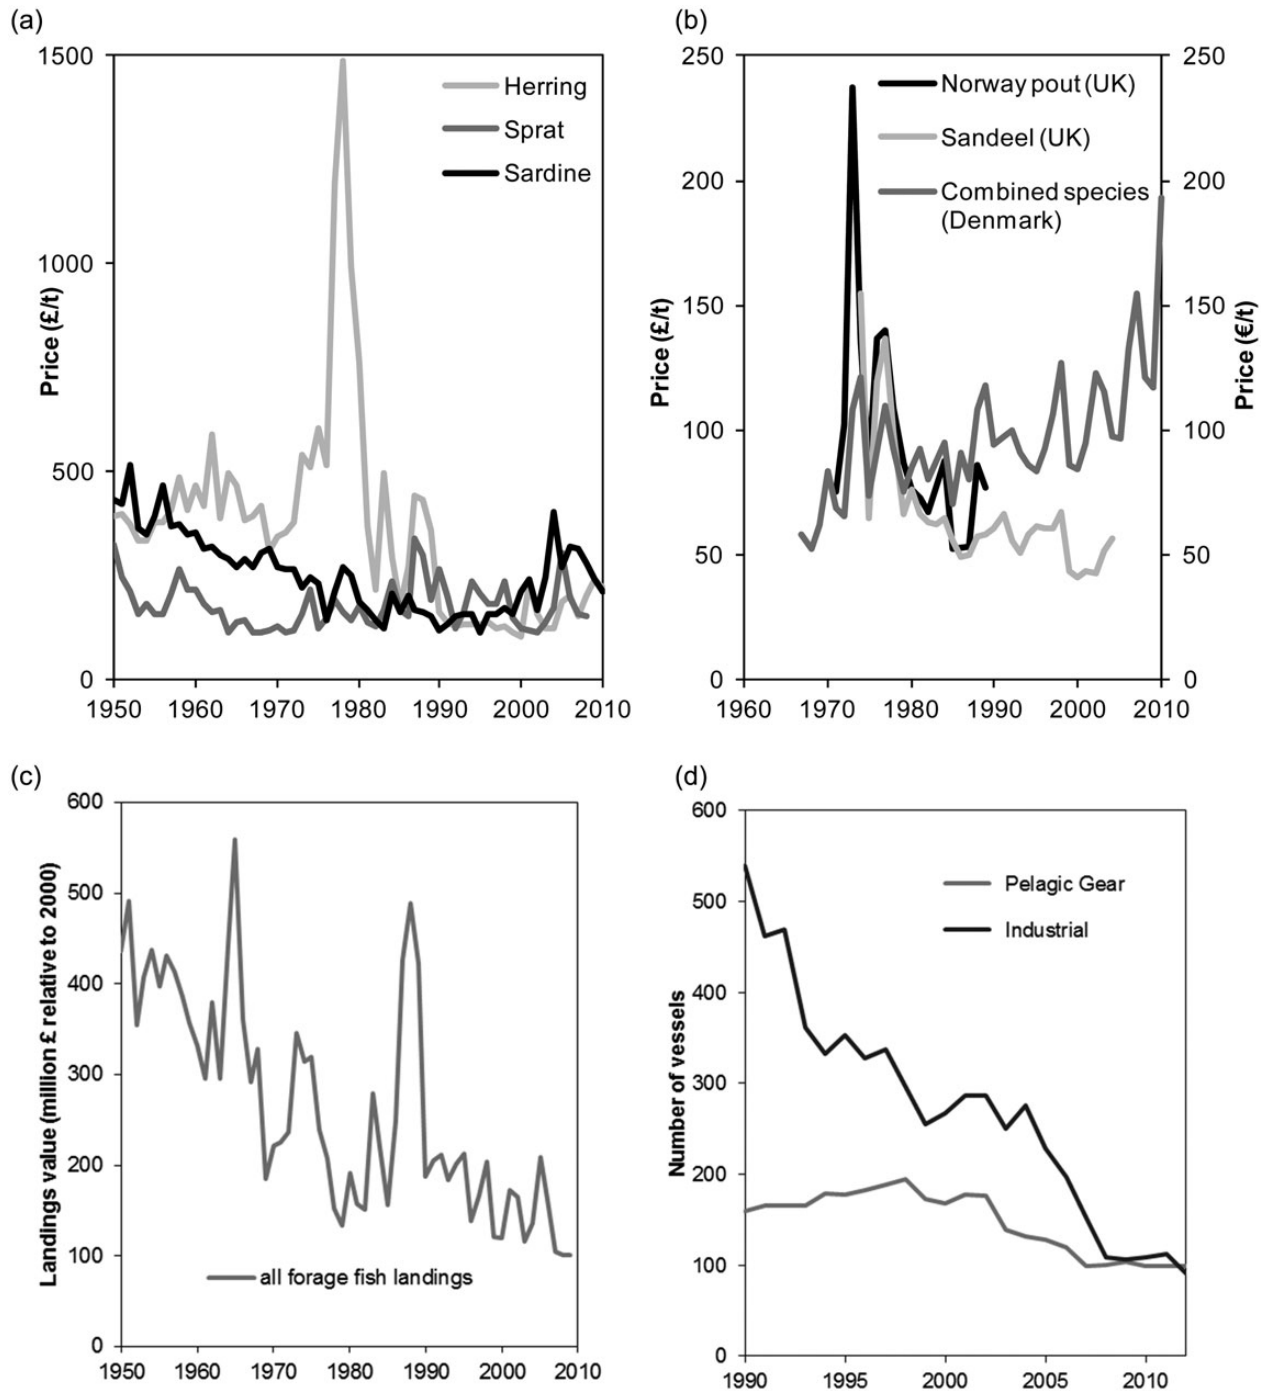 (a)
Price (£/t)
1500
1000
500
0
Herring
Sprat
Sardine
1950 1960 1970 1980 1990 2000 2010
(b)
Price (£/t)
250
200
150
100
50
0
Norway pout (UK)
Sandeel (UK)
Combined species
(Denmark)
250
200
150
100
50
0
Price (€/t)
1960 1970 1980 1990 2000 2010
(c)
Landings value (million £ relative to 2000)
600
500
400
300
200
100
0
all forage fish landings
1950 1960 1970 1980 1990 2000 2010
(d)
Number of vessels
600
500
400
300
200
100
0
Pelagic Gear
Industrial
1990 1995 2000 2005 2010